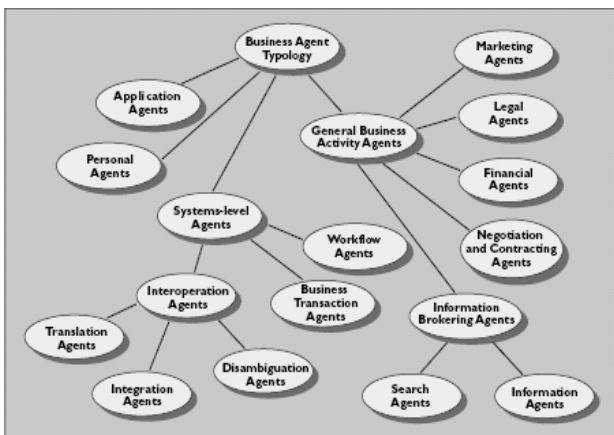 Business Agent
Typology
Marketing
Agents
Application
Agents
Legal
Agents
General Business
Activity Agents
Personal
Agents
Financial
Agents
Systems-level
Agents
Workflow
Agents
Negotiation
and Contracting
Agents
Interoperation
Agents
Business
Transaction
Agents
Information
Brokering Agents
Translation
Agents
Disambiguation
Agents
Integration
Agents
Search
Agents
Information
Agents